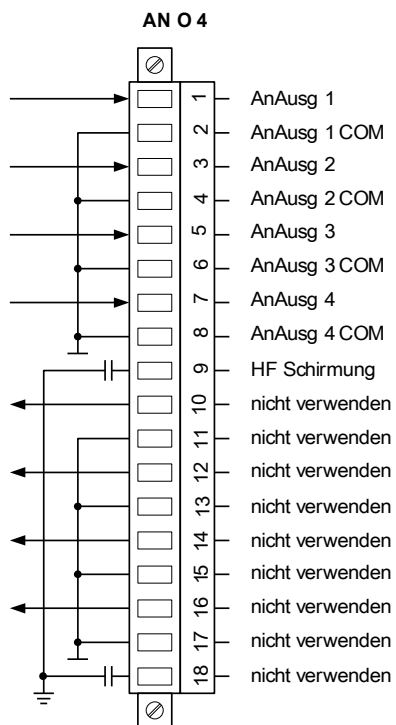 AN O 4
1 AnAusg 1
2 AnAusg 1 COM
3 AnAusg 2
4 AnAusg 2 COM
5 AnAusg 3
6 AnAusg 3 COM
7 AnAusg 4
8 AnAusg 4 COM
9 HF Schirmung
10 nicht verwenden
11 nicht verwenden
12 nicht verwenden
13 nicht verwenden
14 nicht verwenden
15 nicht verwenden
16 nicht verwenden
17 nicht verwenden
18 nicht verwenden